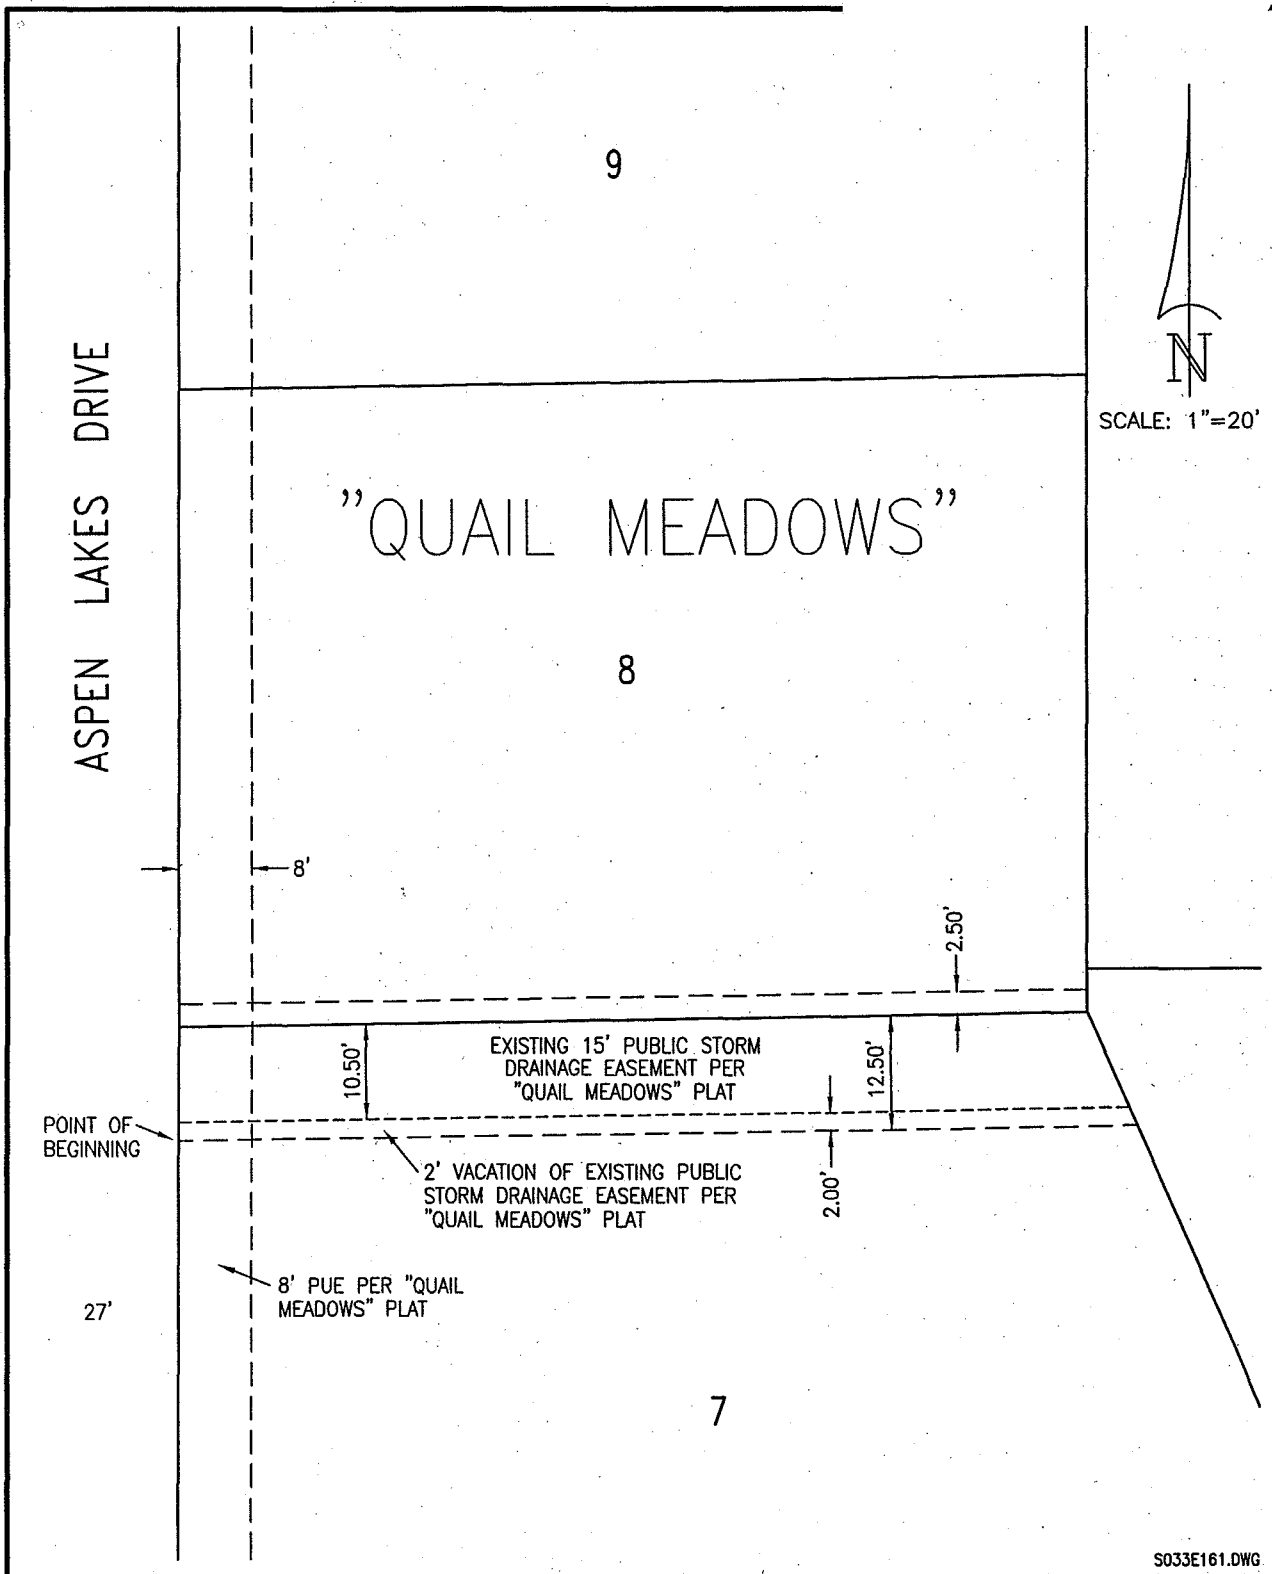 9
N
SCALE: 1"=20'
ASPEN LAKES DRIVE
"QUAIL MEADOWS"
8
8'
2.50'
EXISTING 15' PUBLIC STORM
DRAINAGE EASEMENT PER
"QUAIL MEADOWS" PLAT
10.50'
12.50'
POINT OF
BEGINNING
2' VACATION OF EXISTING PUBLIC
STORM DRAINAGE EASEMENT PER
"QUAIL MEADOWS" PLAT
2.00'
8' PUE PER "QUAIL
MEADOWS" PLAT
27'
7
S033E161.DWG